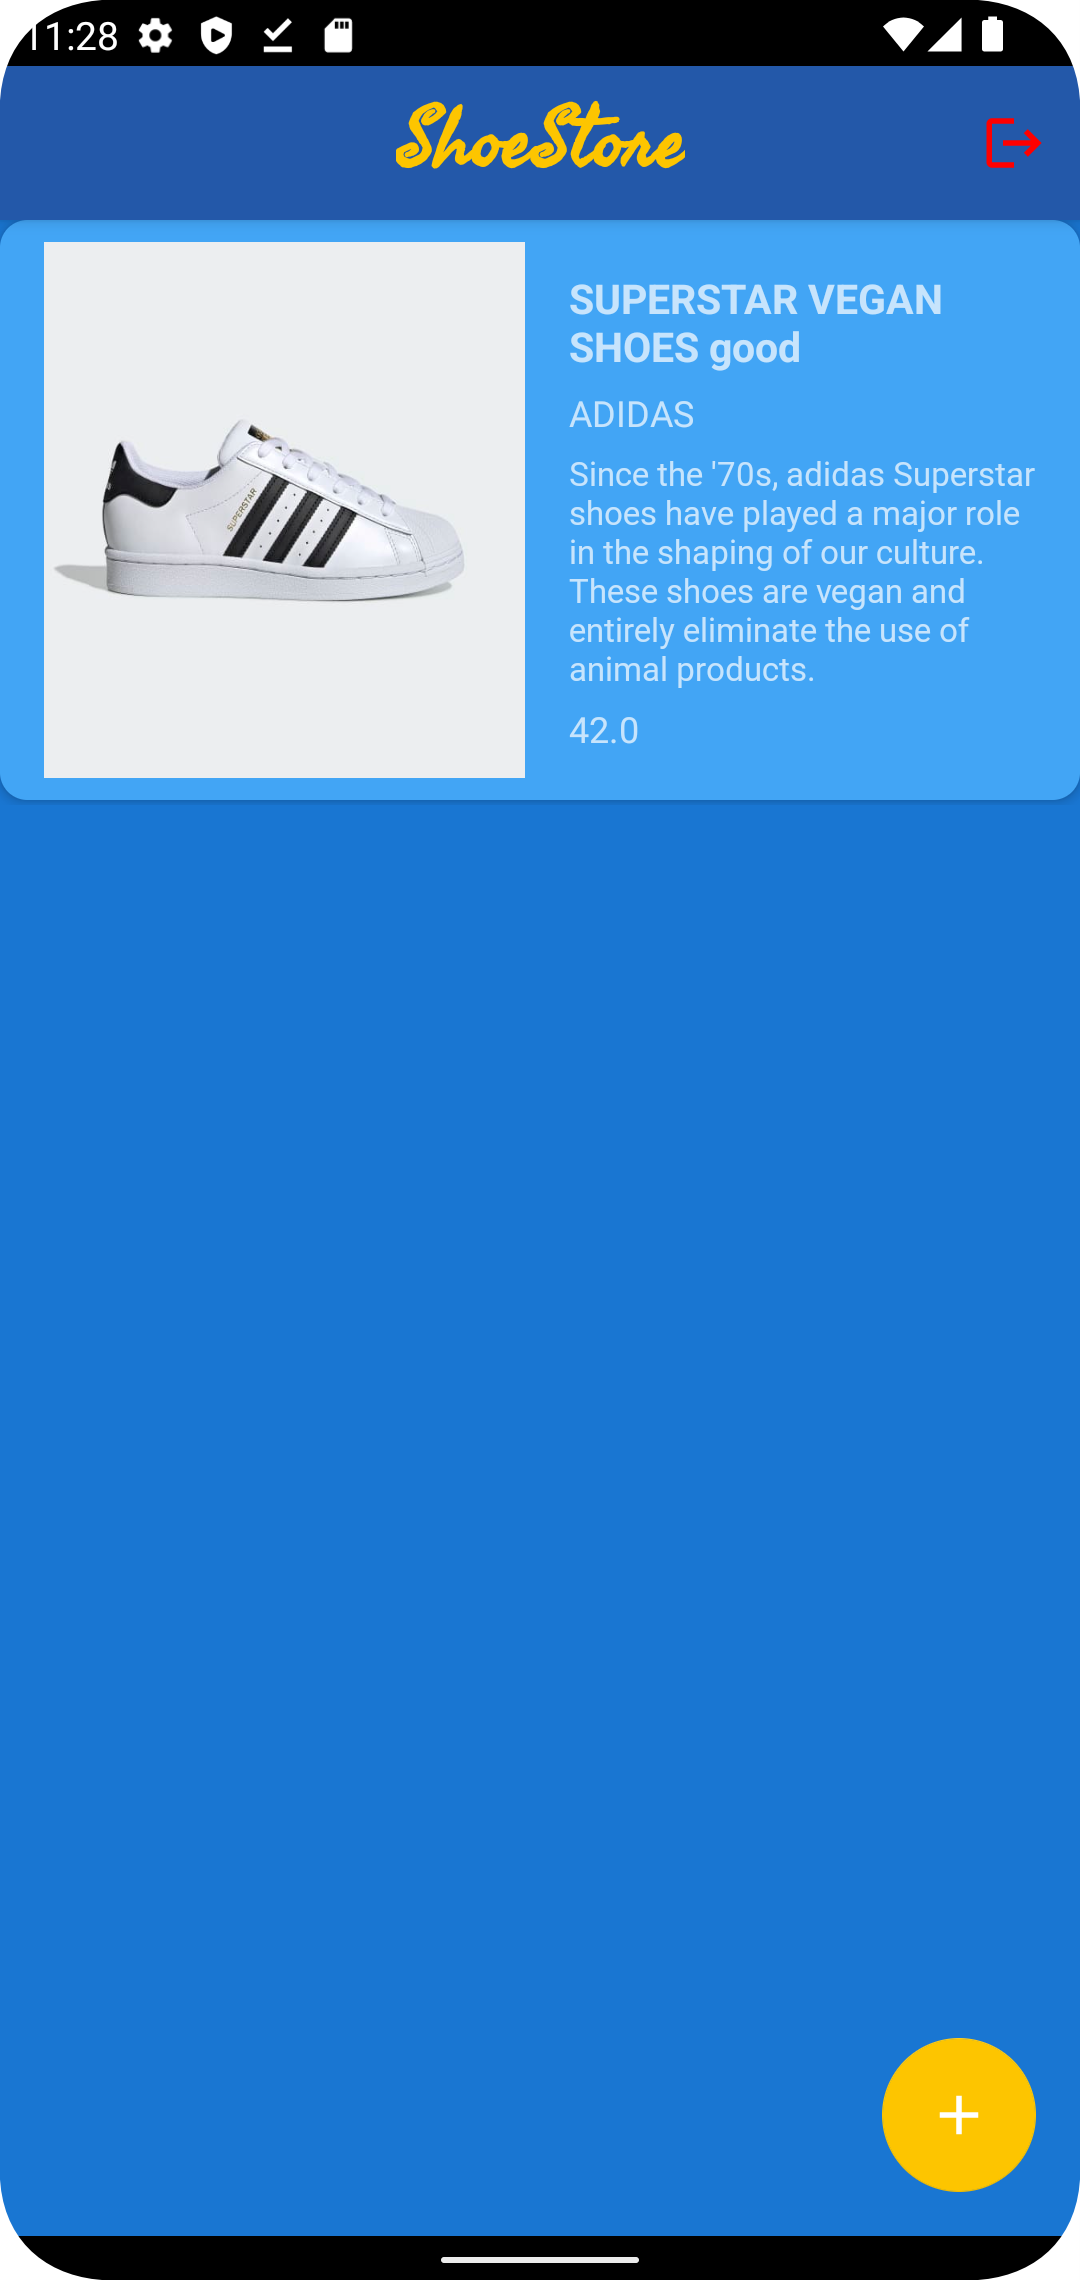 11:28
ShoeStore
SUPERSTAR VEGAN
SHOES good
ADIDAS
Since the '70s, adidas Superstar
shoes have played a major role
in the shaping of our culture.
These shoes are vegan and
entirely eliminate the use of
animal products.
42.0
SUPERSTAR